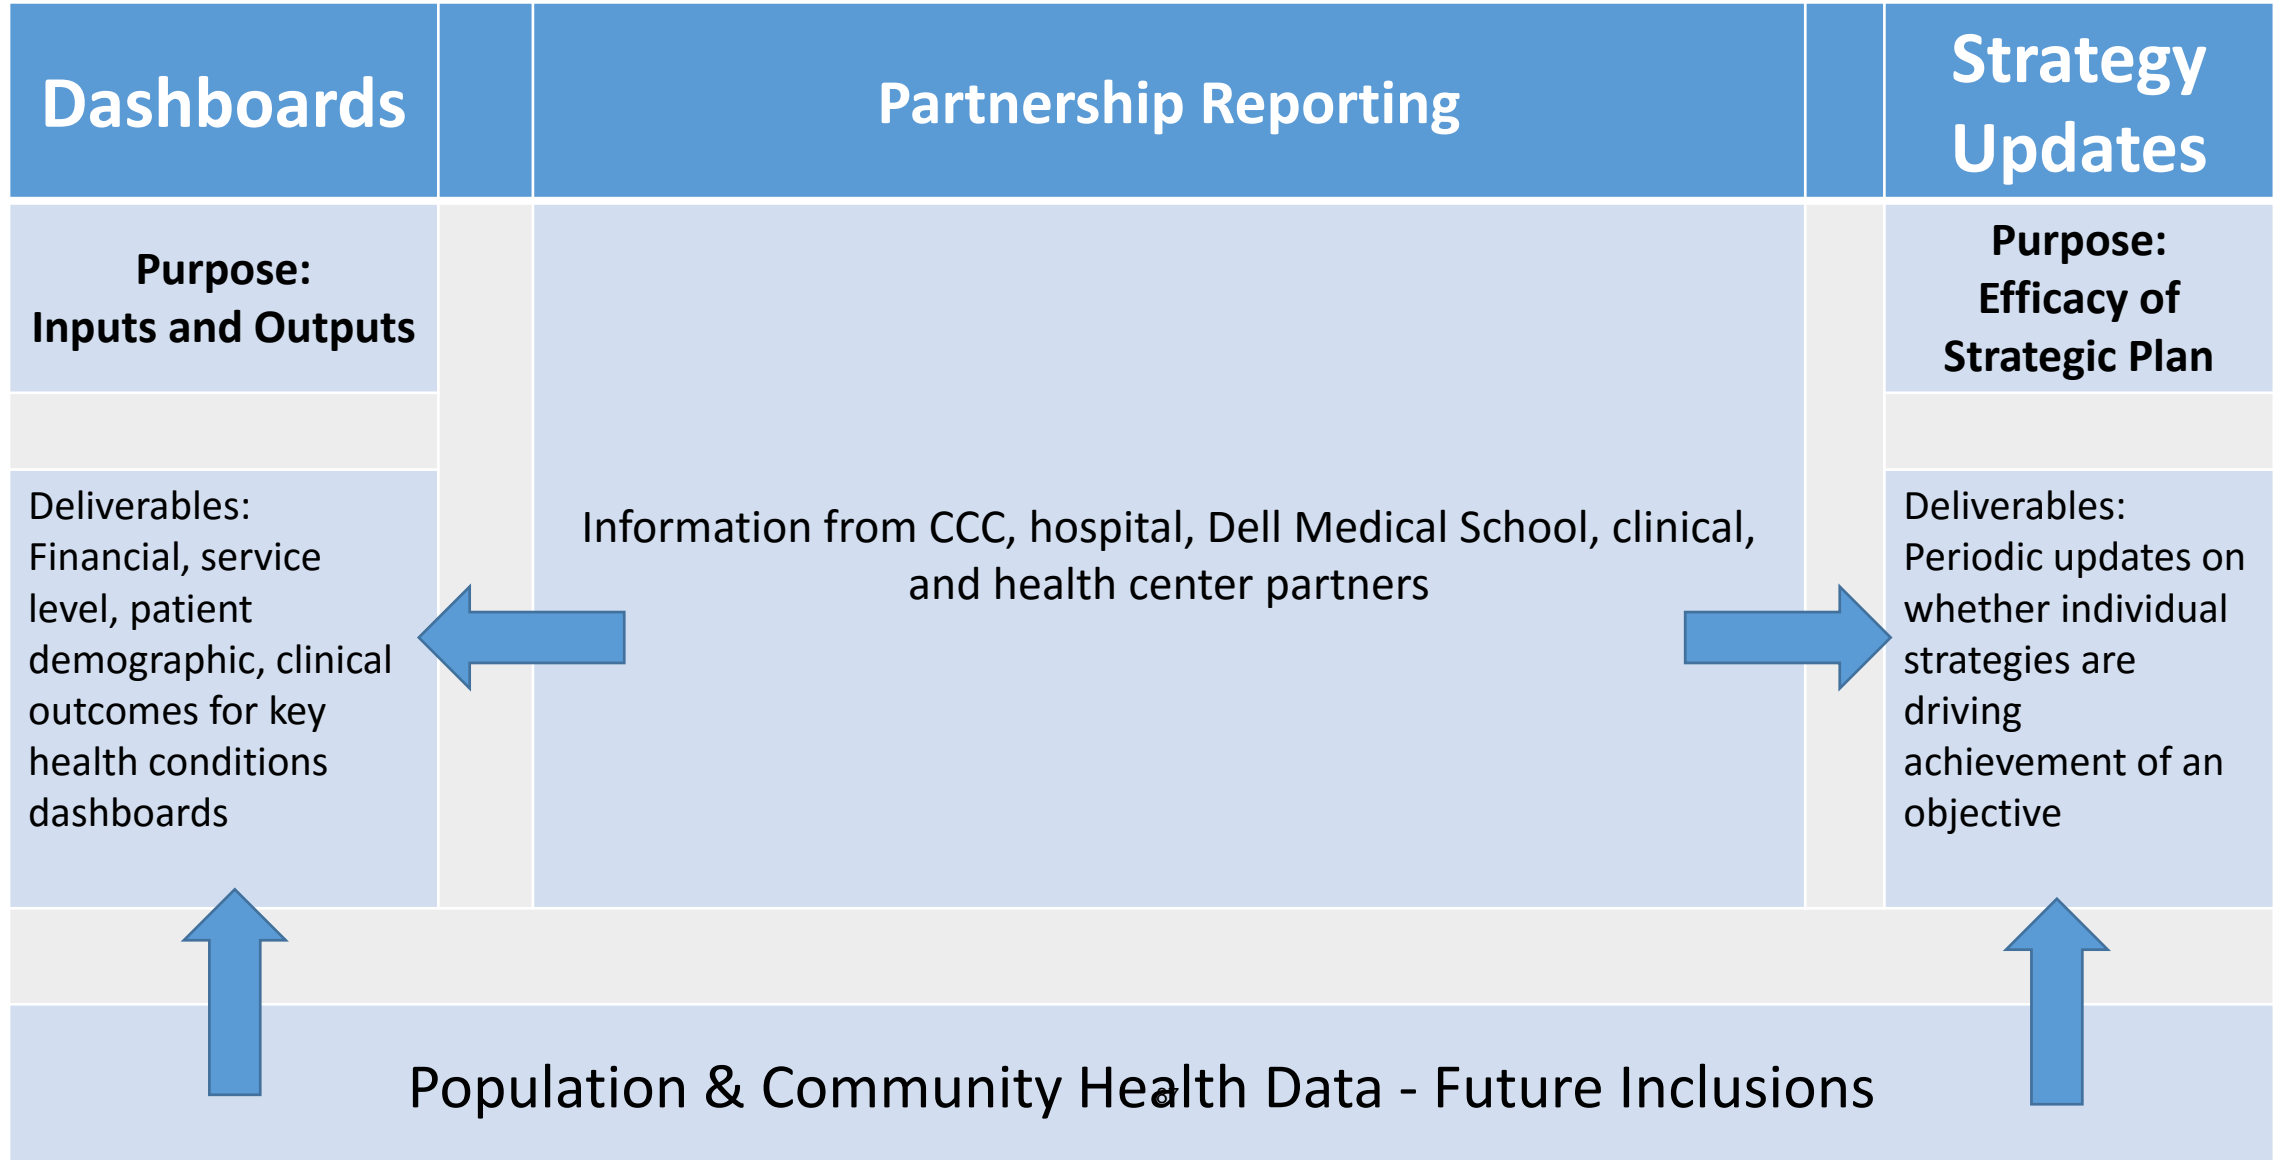 Dashboards
Partnership Reporting
Strategy
Updates
Purpose:
Inputs and Outputs
Purpose:
Efficacy of
Strategic Plan
Deliverables:
Financial, service
level, patient
demographic, clinical
outcomes for key
health conditions
dashboards
Information from CCC, hospital, Dell Medical School, clinical,
and health center partners
Deliverables:
Periodic updates on
whether individual
strategies are
driving
achievement of an
objective
Population & Community Health Data - Future Inclusions